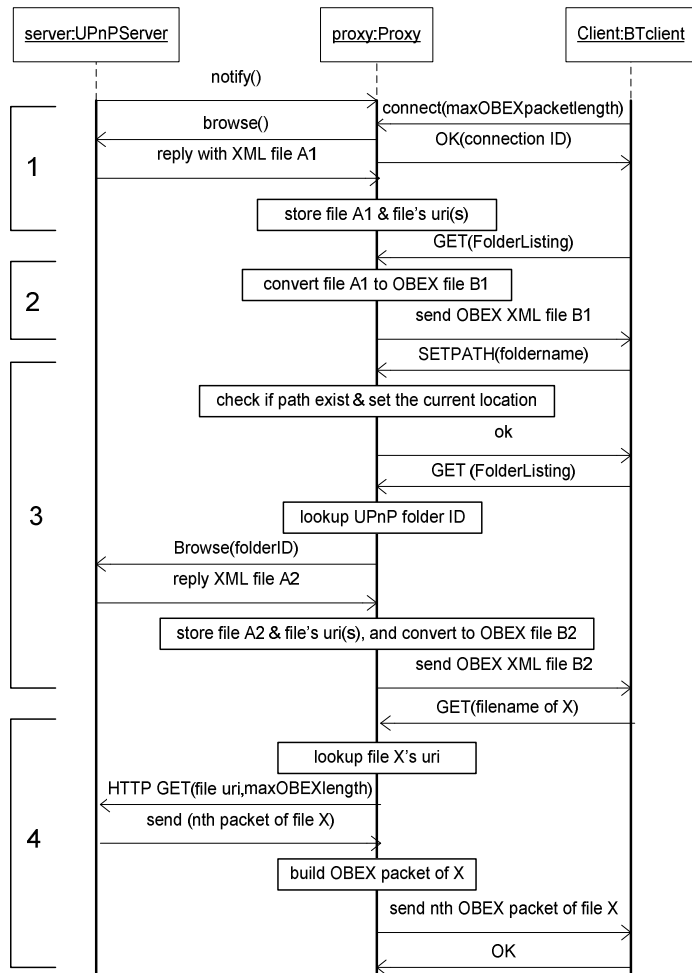 server:UPnPServer
proxy:Proxy
Client:BTclient
notify()
connect(maxOBEXpacketlength)
browse()
OK(connection ID)
reply with XML file A1
1
store file A1 & file's uri(s)
GET(FolderListing)
convert file A1 to OBEX file B1
2
send OBEX XML file B1
SETPATH(foldername)
check if path exist & set the current location
ok
GET (FolderListing)
3
lookup UPnP folder ID
Browse(folderID)
reply XML file A2
store file A2 & file's uri(s), and convert to OBEX file B2
send OBEX XML file B2
GET(filename of X)
lookup file X's uri
HTTP GET(file uri,maxOBEXlength)
send (nth packet of file X)
4
build OBEX packet of X
send nth OBEX packet of file X
OK